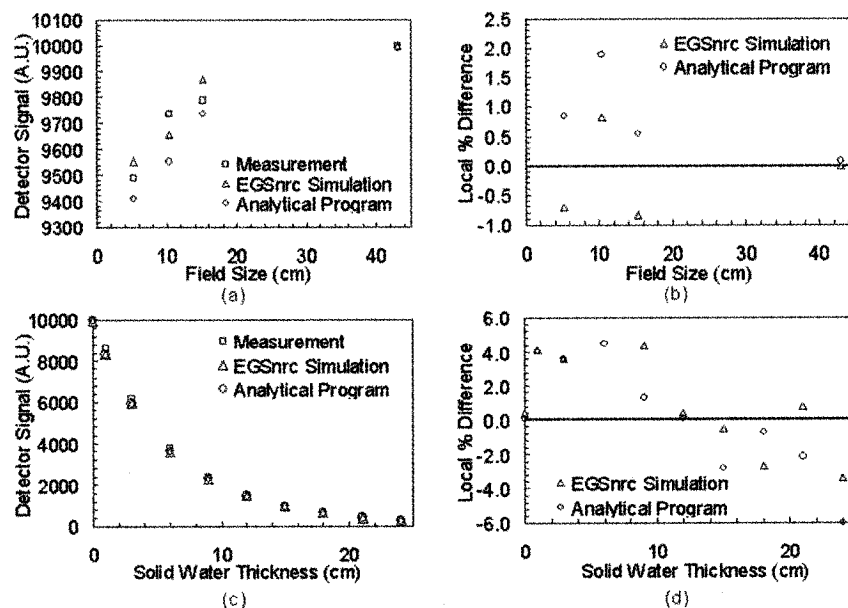 10100
10000
9900
9800
9700
9600
9500
9400
9300
Detector Signal (A.U.)
Measurement
EGSnrc Simulation
Analytical Program
0 10 20 30 40
Field Size (cm)
(a)
2.5
2.0
1.5
1.0
0.5
0.0
-0.5
-1.0
Local % Difference
EGSnrc Simulation
Analytical Program
0 10 20 30 40
Field Size (cm)
(b)
10000
8000
6000
4000
2000
0
Detector Signal (A.U.)
Measurement
EGSnrc Simulation
Analytical Program
0 10 20
Solid Water Thickness (cm)
(c)
6.0
4.0
2.0
0.0
-2.0
-4.0
-6.0
Local % Difference
EGSnrc Simulation
Analytical Program
0 10 20
Solid Water Thickness (cm)
(d)